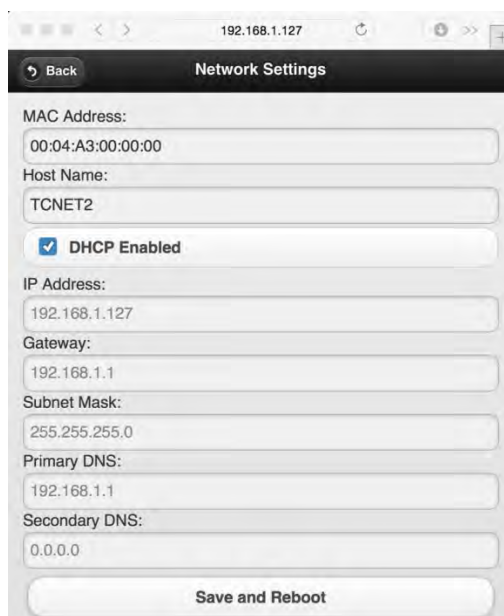 192.168.1.127
>>
Back
Network Settings
MAC Address:
00:04:A3:00:00:00
Host Name:
TCNET2
DHCP Enabled
IP Address:
192.168.1.127
Gateway:
192.168.1.1
Subnet Mask:
255.255.255.0
Primary DNS:
192.168.1.1
Secondary DNS:
0.0.0.0
Save and Reboot